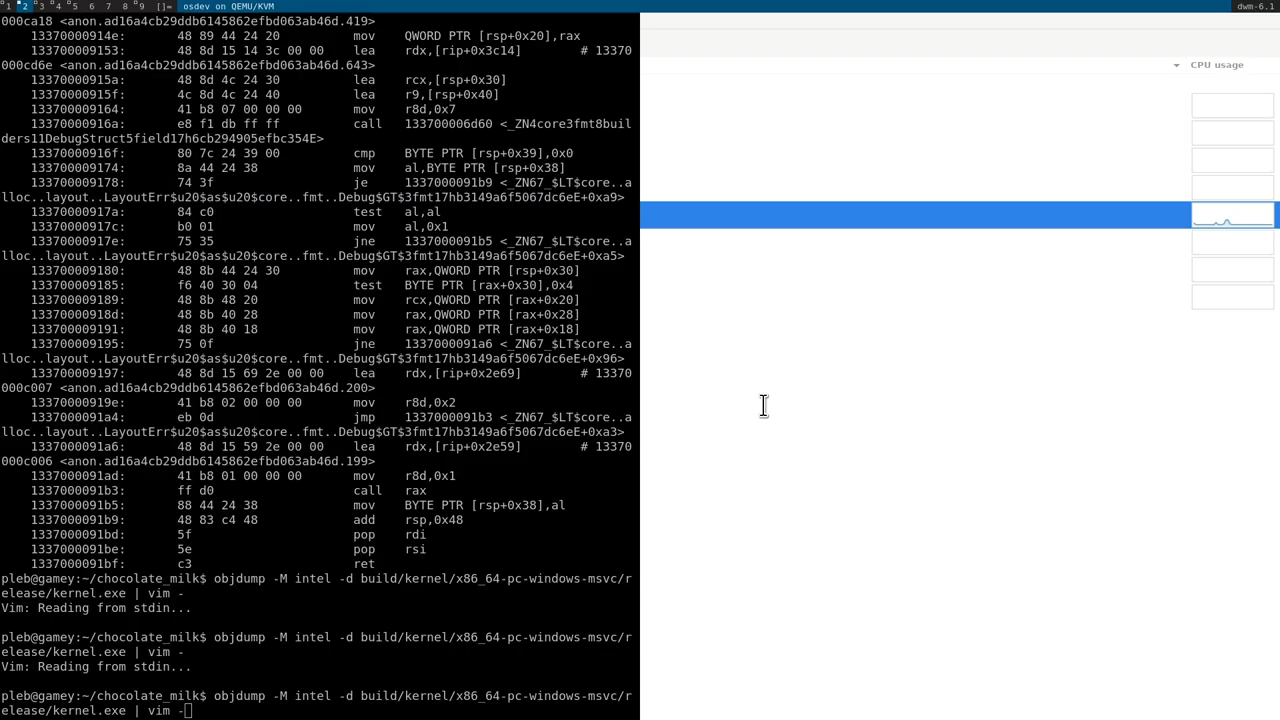 1 2 3 4 5 6 7 8 9 []= osdev on QEMU/KVM dwm-6.1
000ca18 <anon.ad16a4cb29ddb6145862efbd063ab46d.419>
13370000914e: 48 89 44 24 20 mov QWORD PTR [rsp+0x20],rax
133700009153: 48 8d 15 14 3c 00 00 lea rdx,[rip+0x3c14] # 13370
000cd6e <anon.ad16a4cb29ddb6145862efbd063ab46d.643>
13370000915a: 48 8d 4c 24 30 lea rcx,[rsp+0x30]
13370000915f: 4c 8d 4c 24 40 lea r9,[rsp+0x40]
133700009164: 41 b8 07 00 00 00 mov r8d,0x7
13370000916a: e8 f1 db ff ff call 133700006d60 <_ZN4core3fmt8buil
ders11DebugStruct5field17h6cb294905efbc354E>
13370000916f: 80 7c 24 39 00 cmp BYTE PTR [rsp+0x39],0x0
133700009174: 8a 44 24 38 mov al,BYTE PTR [rsp+0x38]
133700009178: 74 3f je 1337000091b9 <_ZN67_$LT$core..a
lloc..layout..LayoutErr$u20$as$u20$core..fmt..Debug$GT$3fmt17hb3149a6f5067dc6eE+0xa9>
13370000917a: 84 c0 test al,al
13370000917c: b0 01 mov al,0x1
13370000917e: 75 35 jne 1337000091b5 <_ZN67_$LT$core..a
lloc..layout..LayoutErr$u20$as$u20$core..fmt..Debug$GT$3fmt17hb3149a6f5067dc6eE+0xa5>
133700009180: 48 8b 44 24 30 mov rax,QWORD PTR [rsp+0x30]
133700009185: f6 40 30 04 test BYTE PTR [rax+0x30],0x4
133700009189: 48 8b 48 20 mov rcx,QWORD PTR [rax+0x20]
13370000918d: 48 8b 40 28 mov rax,QWORD PTR [rax+0x28]
133700009191: 48 8b 40 18 mov rax,QWORD PTR [rax+0x18]
133700009195: 75 0f jne 1337000091a6 <_ZN67_$LT$core..a
lloc..layout..LayoutErr$u20$as$u20$core..fmt..Debug$GT$3fmt17hb3149a6f5067dc6eE+0x96>
133700009197: 48 8d 15 69 2e 00 00 lea rdx,[rip+0x2e69] # 13370
000c007 <anon.ad16a4cb29ddb6145862efbd063ab46d.200>
13370000919e: 41 b8 02 00 00 00 mov r8d,0x2
1337000091a4: eb 0d jmp 1337000091b3 <_ZN67_$LT$core..a
lloc..layout..LayoutErr$u20$as$u20$core..fmt..Debug$GT$3fmt17hb3149a6f5067dc6eE+0xa3>
1337000091a6: 48 8d 15 59 2e 00 00 lea rdx,[rip+0x2e59] # 13370
000c006 <anon.ad16a4cb29ddb6145862efbd063ab46d.199>
1337000091ad: 41 b8 01 00 00 00 mov r8d,0x1
1337000091b3: ff d0 call rax
1337000091b5: 88 44 24 38 mov BYTE PTR [rsp+0x38],al
1337000091b9: 48 83 c4 48 add rsp,0x48
1337000091bd: 5f pop rdi
1337000091be: 5e pop rsi
1337000091bf: c3 ret
pleb@gamey:~/chocolate_milk$ objdump -M intel -d build/kernel/x86_64-pc-windows-msvc/r
elease/kernel.exe | vim -
Vim: Reading from stdin...
pleb@gamey:~/chocolate_milk$ objdump -M intel -d build/kernel/x86_64-pc-windows-msvc/r
elease/kernel.exe | vim -
Vim: Reading from stdin...
pleb@gamey:~/chocolate_milk$ objdump -M intel -d build/kernel/x86_64-pc-windows-msvc/r
elease/kernel.exe | vim -
CPU usage